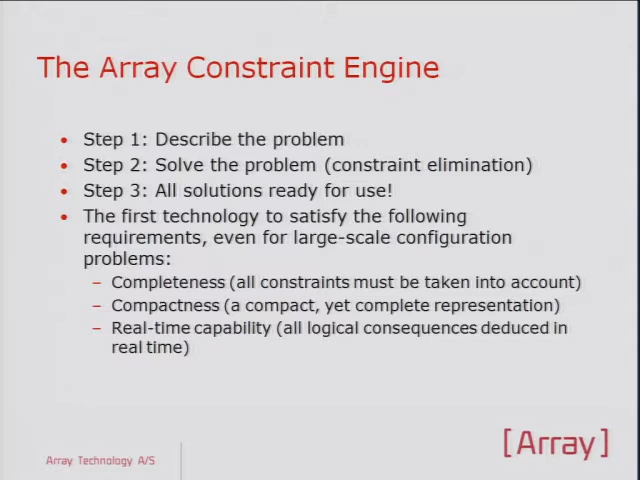 The Array Constraint Engine
• Step 1: Describe the problem
• Step 2: Solve the problem (constraint elimination)
• Step 3: All solutions ready for use!
• The first technology to satisfy the following
requirements, even for large-scale configuration
problems:
– Completeness (all constraints must be taken into account)
– Compactness (a compact, yet complete representation)
– Real-time capability (all logical consequences deduced in
real time)
[Array]
Array Technology A/S